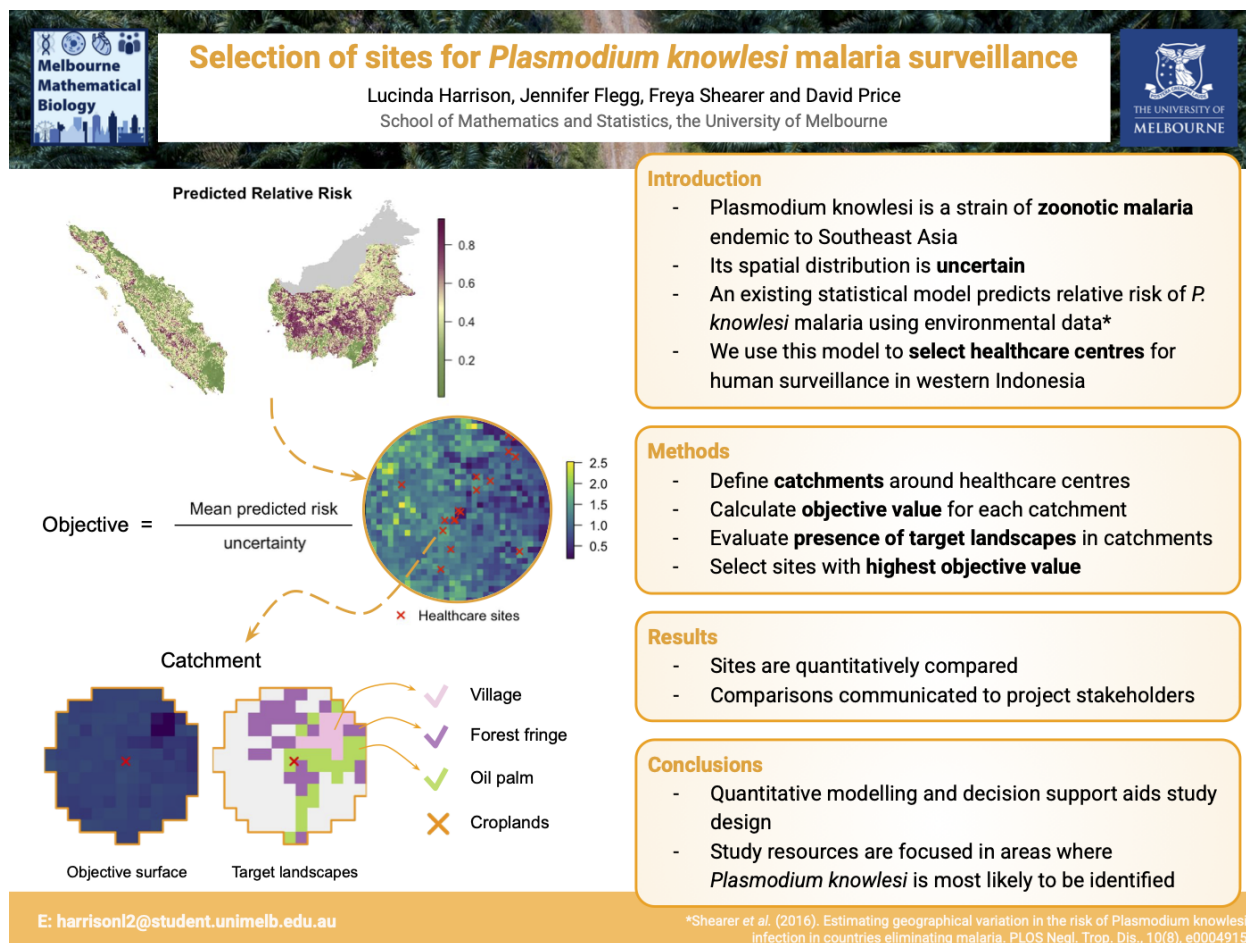 Melbourne
Mathematical
Biology
Selection of sites for Plasmodium knowlesi malaria surveillance
Lucinda Harrison, Jennifer Flegg, Freya Shearer and David Price
School of Mathematics and Statistics, the University of Melbourne
THE UNIVERSITY OF
MELBOURNE
Predicted Relative Risk
0.8
0.6
0.4
0.2
Objective =
Mean predicted risk
uncertainty
2.5
2.0
1.5
1.0
0.5
× Healthcare sites
Catchment
Village
Forest fringe
Oil palm
Croplands
Objective surface
Target landscapes
Introduction
- Plasmodium knowlesi is a strain of zoonotic malaria
endemic to Southeast Asia
- Its spatial distribution is uncertain
- An existing statistical model predicts relative risk of P.
knowlesi malaria using environmental data*
- We use this model to select healthcare centres for
human surveillance in western Indonesia
Methods
- Define catchments around healthcare centres
- Calculate objective value for each catchment
- Evaluate presence of target landscapes in catchments
- Select sites with highest objective value
Results
- Sites are quantitatively compared
- Comparisons communicated to project stakeholders
Conclusions
- Quantitative modelling and decision support aids study
design
- Study resources are focused in areas where
Plasmodium knowlesi is most likely to be identified
E: harrisonl2@student.unimelb.edu.au
*Shearer et al. (2016). Estimating geographical variation in the risk of Plasmodium knowlesi
infection in countries eliminating malaria. PLOS Negl. Trop. Dis., 10(8), e0004915